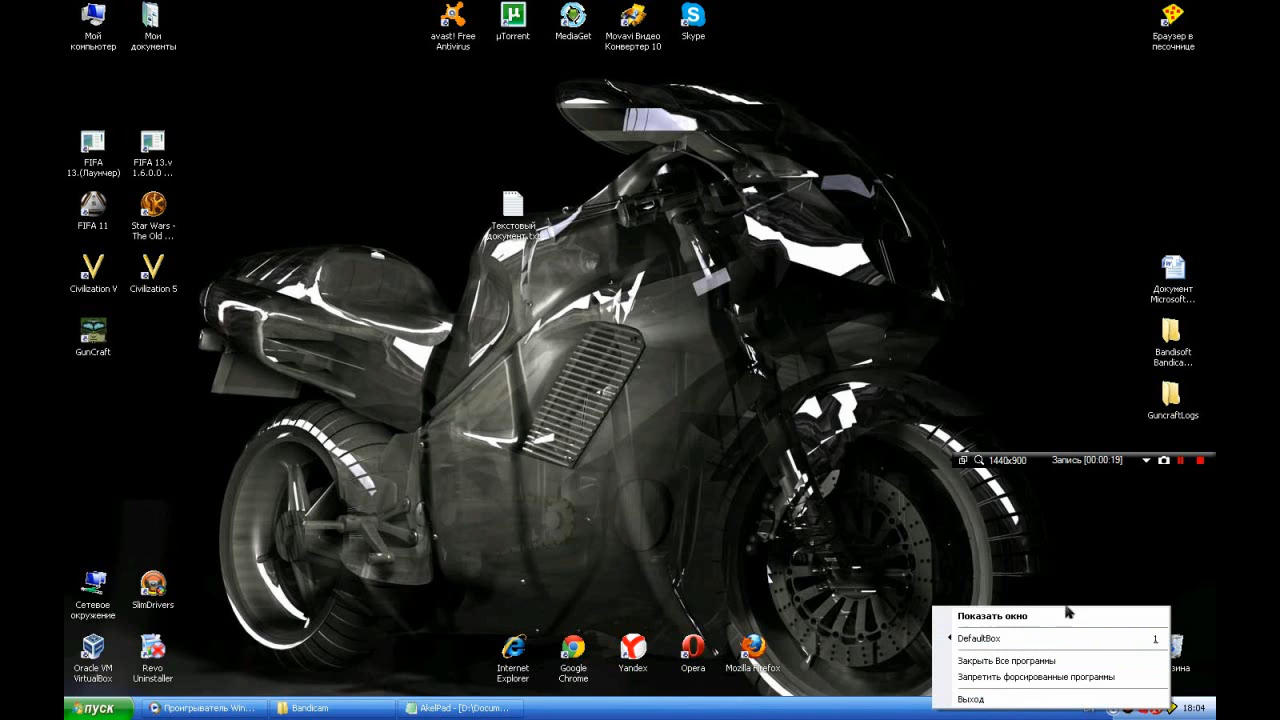 Мой
компьютер
Мои
документы
avast! Free
Antivirus
µTorrent
MediaGet
Movavi Видео
Конвертер 10
Skype
Браузер в
песочнице
FIFA
13.(Лаунчер)
FIFA 13.v
1.6.0.0 ...
FIFA 11
Star Wars -
The Old ...
Текстовый
документ.txt
Civilization V
Civilization 5
Документ
Microsoft...
GunCraft
Bandisoft
Bandica...
GuncraftLogs
1440x900
Запись [00:00:19]
Сетевое
окружение
SlimDrivers
Показать окно
DefaultBox 1
Закрыть Все программы
Запретить форсированные программы
Выход
Oracle VM
VirtualBox
Revo
Uninstaller
Internet
Explorer
Google
Chrome
Yandex
Opera
Mozilla Firefox
пуск
Проигрыватель Win...
Bandicam
AkelPad - [D:\Docum...
18:04